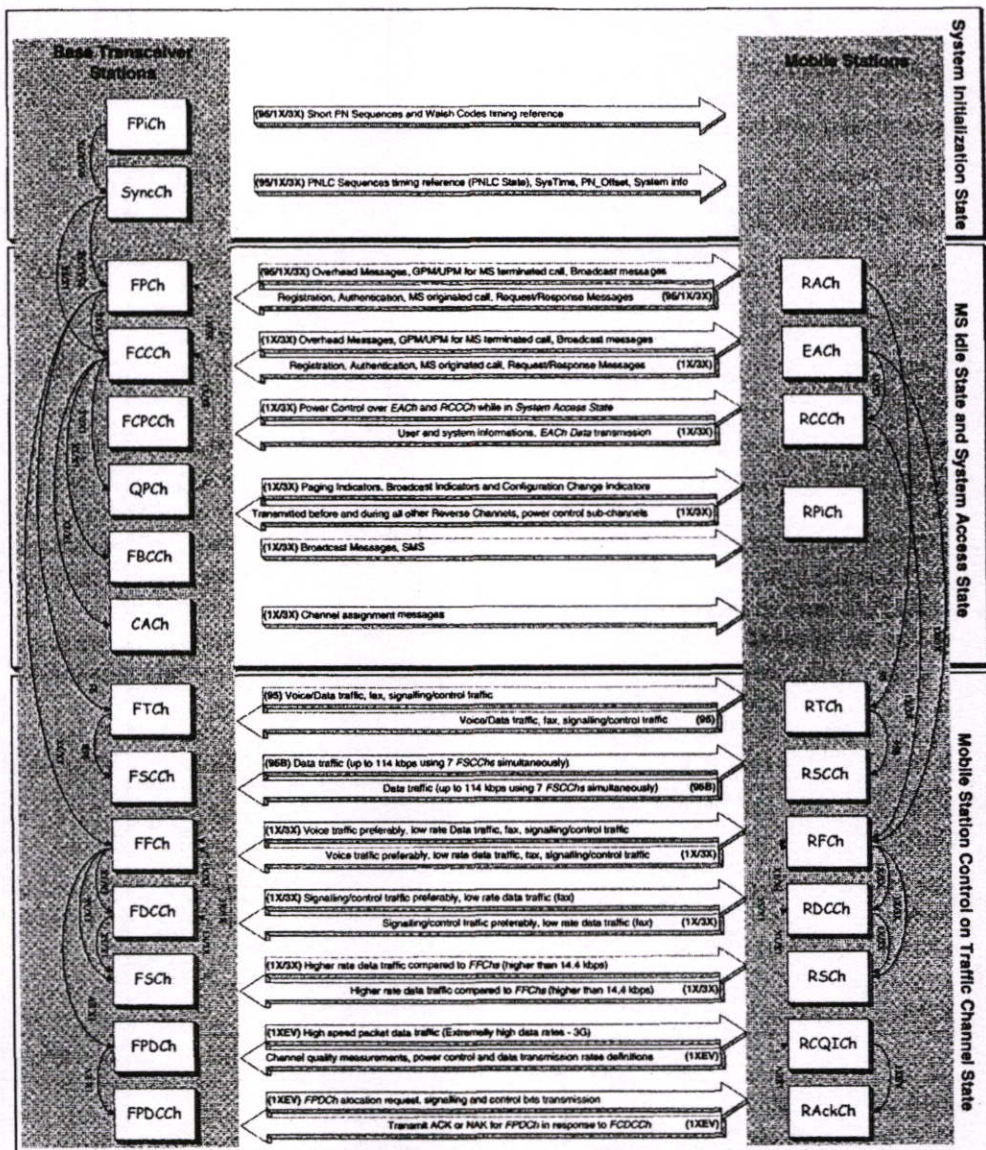 System Initialization State
Base Transceiver
Stations
Mobile Stations
FPiCh
(95/1X/3X) Short PN Sequences and Walsh Codes timing reference
SyncCh
(95/1X/3X) PNLC Sequences timing reference (PNLC State), SysTime, PN_Offset, System info
MS Idle State and System Access State
FPCh
(95/1X/3X) Overhead Messages, GPM/UPM for MS terminated call, Broadcast messages
Registration, Authentication, MS originated call, Request/Response Messages (95/1X/3X)
RACh
FCCCh
(1X/3X) Overhead Messages, GPM/UPM for MS terminated call, Broadcast messages
Registration, Authentication, MS originated call, Request/Response Messages (1X/3X)
EACh
FCPCCh
(1X/3X) Power Control over EACh and RCCCh while in System Access State
User and system informations, EACh Data transmission (1X/3X)
RCCCh
QPCh
(1X/3X) Paging Indicators, Broadcast Indicators and Configuration Change Indicators
Transmitted before and during all other Reverse Channels, power control sub-channels (1X/3X)
RPiCh
FBCCh
(1X/3X) Broadcast Messages, SMS
CACh
(1X/3X) Channel assignment messages
Mobile Station Control on Traffic Channel State
FTCh
(95) Voice/Data traffic, fax, signalling/control traffic
Voice/Data traffic, fax, signalling/control traffic (95)
RTCh
FSCCh
(95B) Data traffic (up to 114 kbps using 7 FSCChs simultaneously)
Data traffic (up to 114 kbps using 7 FSCChs simultaneously) (95B)
RSCCh
FFCh
(1X/3X) Voice traffic preferably, low rate Data traffic, fax, signalling/control traffic
Voice traffic preferably, low rate data traffic, fax, signalling/control traffic (1X/3X)
RFCh
FDCCh
(1X/3X) Signalling/control traffic preferably, low rate data traffic (fax)
Signalling/control traffic preferably, low rate data traffic (fax) (1X/3X)
RDCCh
FSCh
(1X/3X) Higher rate data traffic compared to FFChs (higher than 14.4 kbps)
Higher rate data traffic compared to FFChs (higher than 14.4 kbps) (1X/3X)
RSCh
FPDCh
(1XEV) High speed packet data traffic (Extremelly high data rates - 3G)
Channel quality measurements, power control and data transmission rates definitions (1XEV)
RCQICh
FPDCCh
(1XEV) FPDCh alocation request, signalling and control bits transmission
Transmit ACK or NAK for FPDCh in response to FCDCCh (1XEV)
RAckCh